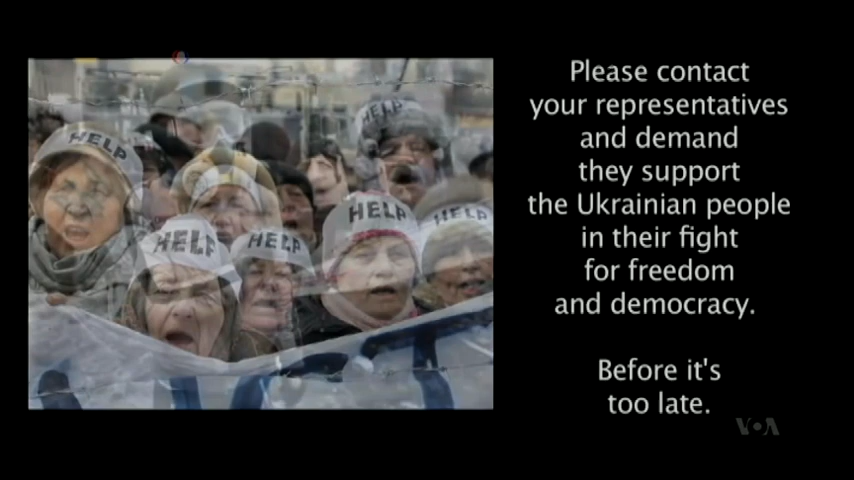 HELP
HELP
HELP
HELP
HELP
HELP
Please contact
your representatives
and demand
they support
the Ukrainian people
in their fight
for freedom
and democracy.
Before it's
too late.
VOA